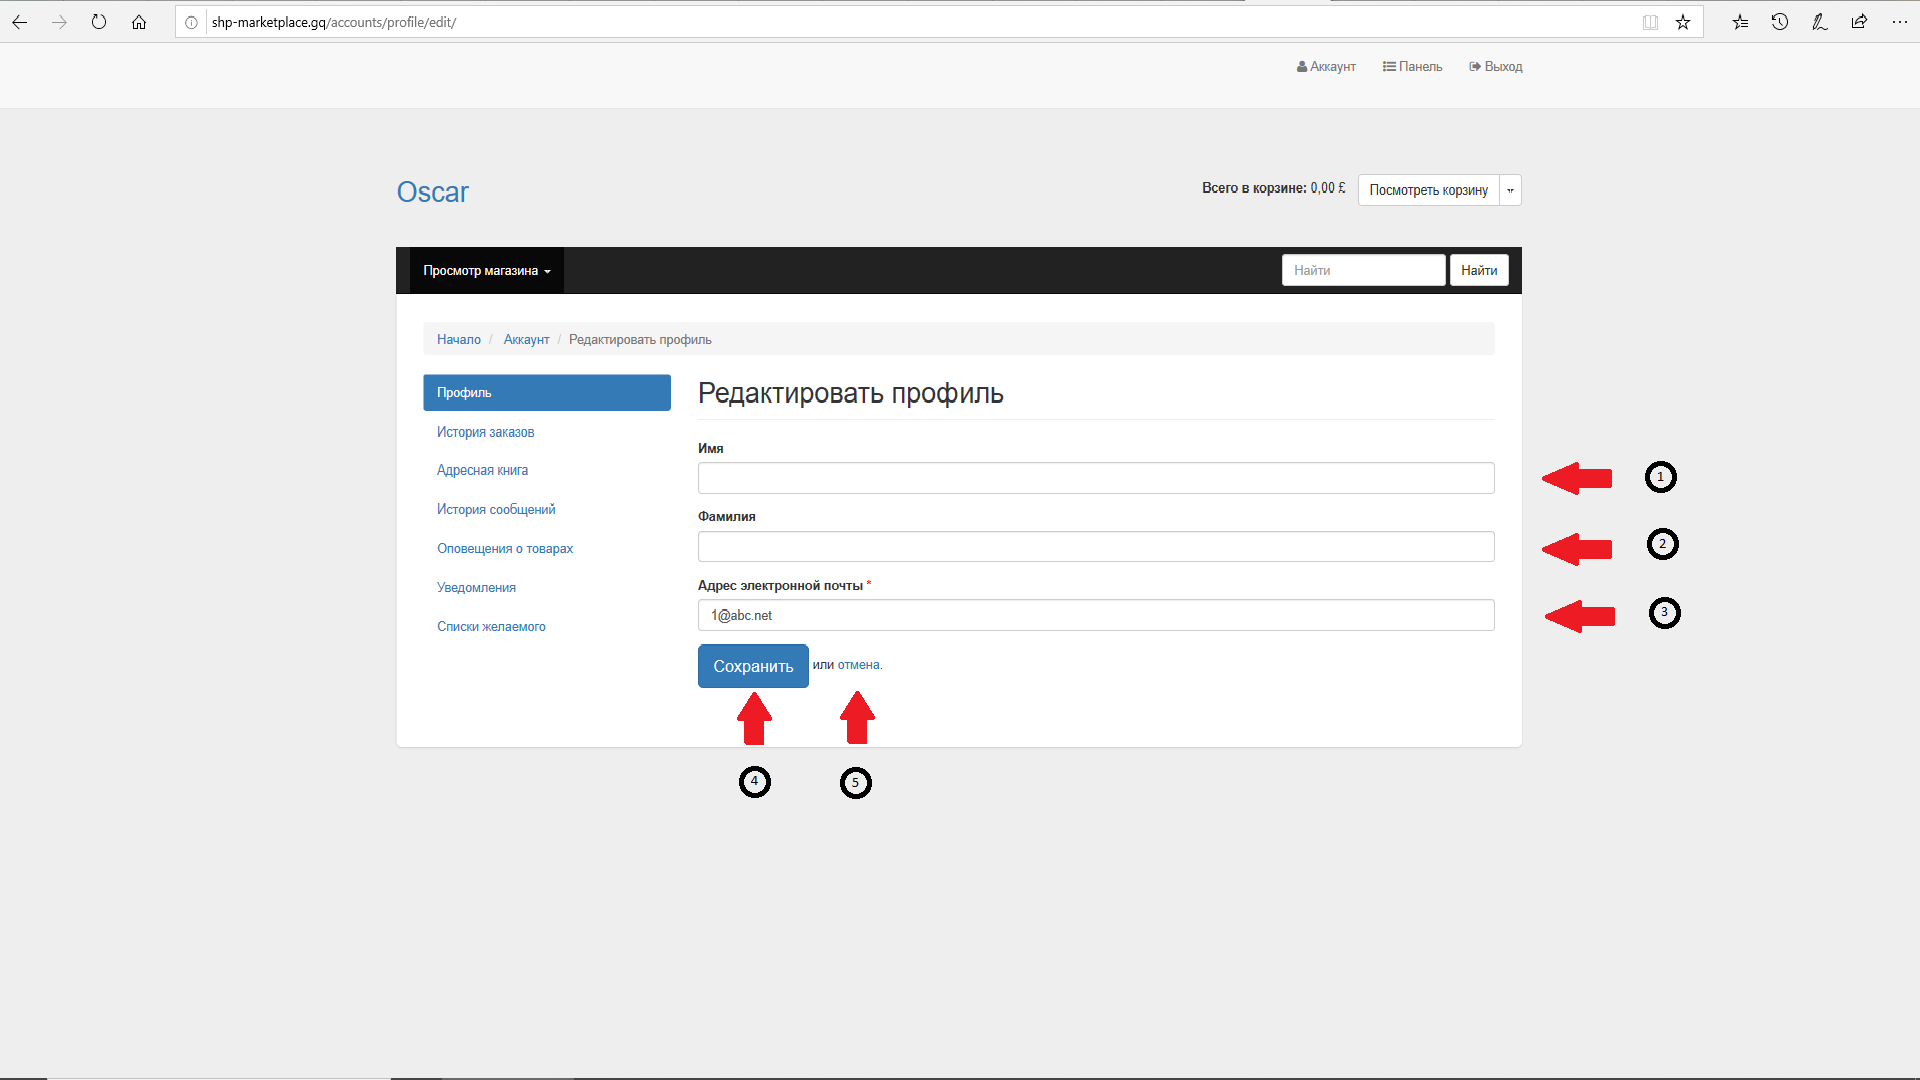 shp-marketplace.gq/accounts/profile/edit/
Аккаунт Панель Выход
Oscar
Всего в корзине: 0,00 £ Посмотреть корзину
Просмотр магазина
Найти Найти
Начало / Аккаунт / Редактировать профиль
Профиль
История заказов
Адресная книга
История сообщений
Оповещения о товарах
Уведомления
Списки желаемого
Редактировать профиль
Имя
1
Фамилия
2
Адрес электронной почты *
1@abc.net
3
Сохранить или отмена.
4 5